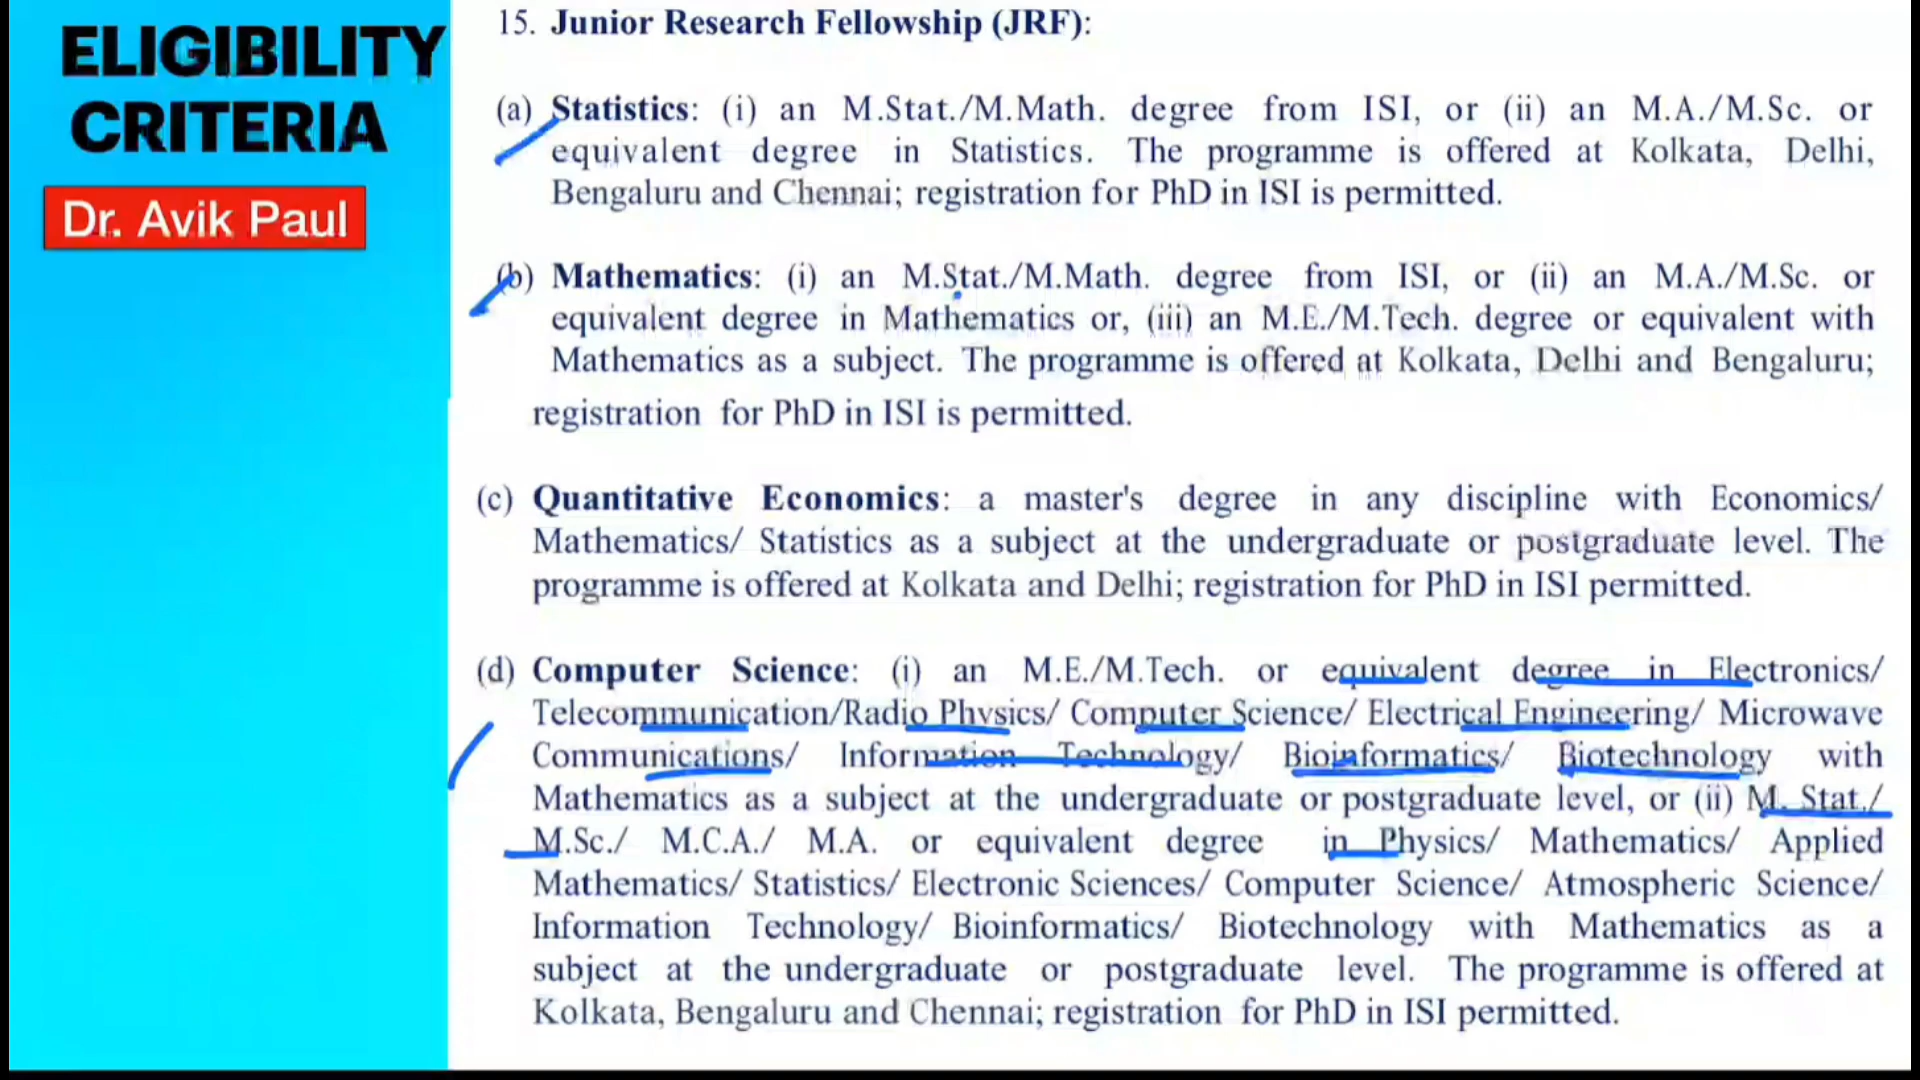 ELIGIBILITY
CRITERIA
Dr. Avik Paul
15. Junior Research Fellowship (JRF):
(a) Statistics: (i) an M.Stat./M.Math. degree from ISI, or (ii) an M.A./M.Sc. or
equivalent degree in Statistics. The programme is offered at Kolkata, Delhi,
Bengaluru and Chennai; registration for PhD in ISI is permitted.
(b) Mathematics: (i) an M.Stat./M.Math. degree from ISI, or (ii) an M.A./M.Sc. or
equivalent degree in Mathematics or, (iii) an M.E./M.Tech. degree or equivalent with
Mathematics as a subject. The programme is offered at Kolkata, Delhi and Bengaluru;
registration for PhD in ISI is permitted.
(c) Quantitative Economics: a master's degree in any discipline with Economics/
Mathematics/ Statistics as a subject at the undergraduate or postgraduate level. The
programme is offered at Kolkata and Delhi; registration for PhD in ISI permitted.
(d) Computer Science: (i) an M.E./M.Tech. or equivalent degree in Electronics/
Telecommunication/Radio Physics/ Computer Science/ Electrical Engineering/ Microwave
Communications/ Information Technology/ Bioinformatics/ Biotechnology with
Mathematics as a subject at the undergraduate or postgraduate level, or (ii) M. Stat./
M.Sc./ M.C.A./ M.A. or equivalent degree in Physics/ Mathematics/ Applied
Mathematics/ Statistics/ Electronic Sciences/ Computer Science/ Atmospheric Science/
Information Technology/ Bioinformatics/ Biotechnology with Mathematics as a
subject at the undergraduate or postgraduate level. The programme is offered at
Kolkata, Bengaluru and Chennai; registration for PhD in ISI permitted.